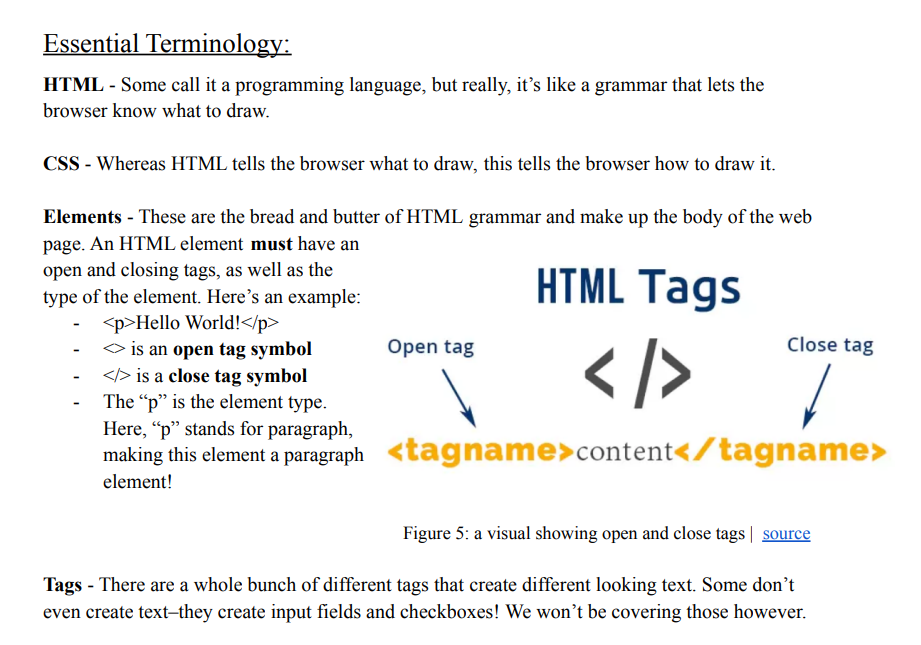 Essential Terminology:
HTML - Some call it a programming language, but really, it’s like a grammar that lets the
browser know what to draw.
CSS - Whereas HTML tells the browser what to draw, this tells the browser how to draw it.
Elements - These are the bread and butter of HTML grammar and make up the body of the web
page. An HTML element must have an
open and closing tags, as well as the
type of the element. Here’s an example:
- <p>Hello World!</p>
- <> is an open tag symbol
- </> is a close tag symbol
- The “p” is the element type.
Here, “p” stands for paragraph,
making this element a paragraph
element!
HTML Tags
</>
Open tag
Close tag
<tagname>content</tagname>
Figure 5: a visual showing open and close tags | source
Tags - There are a whole bunch of different tags that create different looking text. Some don’t
even create text–they create input fields and checkboxes! We won’t be covering those however.